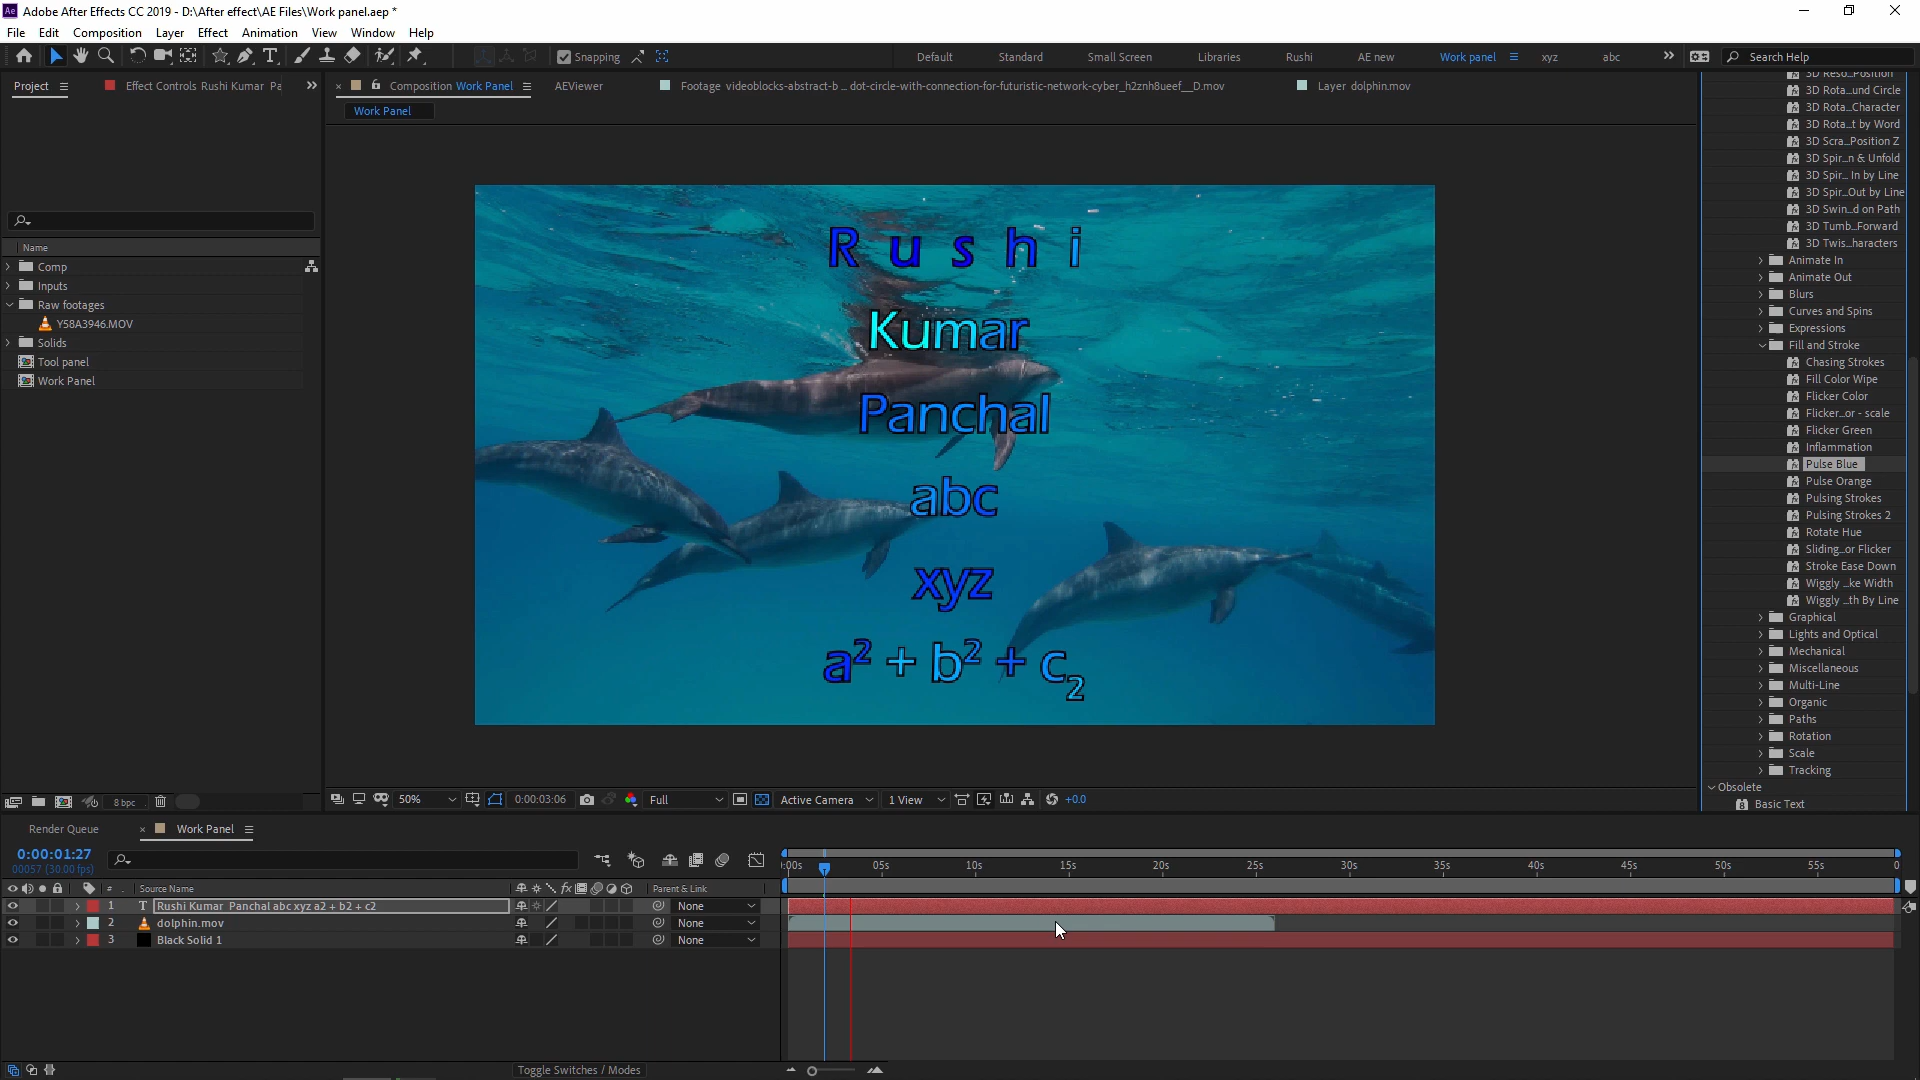 Adobe After Effects CC 2019 - D:\After effect\AE Files\Work panel.aep *
File Edit Composition Layer Effect Animation View Window Help
Snapping
Default Standard Small Screen Libraries Rushi AE new Work panel xyz abc
Search Help
Project
Effect Controls Rushi Kumar Pa
Composition Work Panel
AEViewer
Footage videoblocks-abstract-b ... dot-circle-with-connection-for-futuristic-network-cyber_h2znh8ueef__D.mov
Layer dolphin.mov
Work Panel
Name
Comp
Inputs
Raw footages
Y58A3946.MOV
Solids
Tool panel
Work Panel
8 bpc
R u s h i
Kumar
Panchal
abc
xyz
a² + b² + c₂
50%
0:00:03:06
Full
Active Camera
1 View
+0.0
3D Reso...Position
3D Rota...und Circle
3D Rota...Character
3D Rota...t by Word
3D Scra...Position Z
3D Spir...n & Unfold
3D Spir... In by Line
3D Spir...Out by Line
3D Swin...d on Path
3D Tumb...Forward
3D Twis...haracters
Animate In
Animate Out
Blurs
Curves and Spins
Expressions
Fill and Stroke
Chasing Strokes
Fill Color Wipe
Flicker Color
Flicker...or - scale
Flicker Green
Inflammation
Pulse Blue
Pulse Orange
Pulsing Strokes
Pulsing Strokes 2
Rotate Hue
Sliding...or Flicker
Stroke Ease Down
Wiggly ...ke Width
Wiggly ...th By Line
Graphical
Lights and Optical
Mechanical
Miscellaneous
Multi-Line
Organic
Paths
Rotation
Scale
Tracking
Obsolete
Basic Text
Render Queue
Work Panel
0:00:01:27
00057 (30.00 fps)
# Source Name
Parent & Link
:00s 05s 10s 15s 20s 25s 30s 35s 40s 45s 50s 55s 0
1 T Rushi Kumar Panchal abc xyz a2 + b2 + c2 None
2 dolphin.mov None
3 Black Solid 1 None
Toggle Switches / Modes